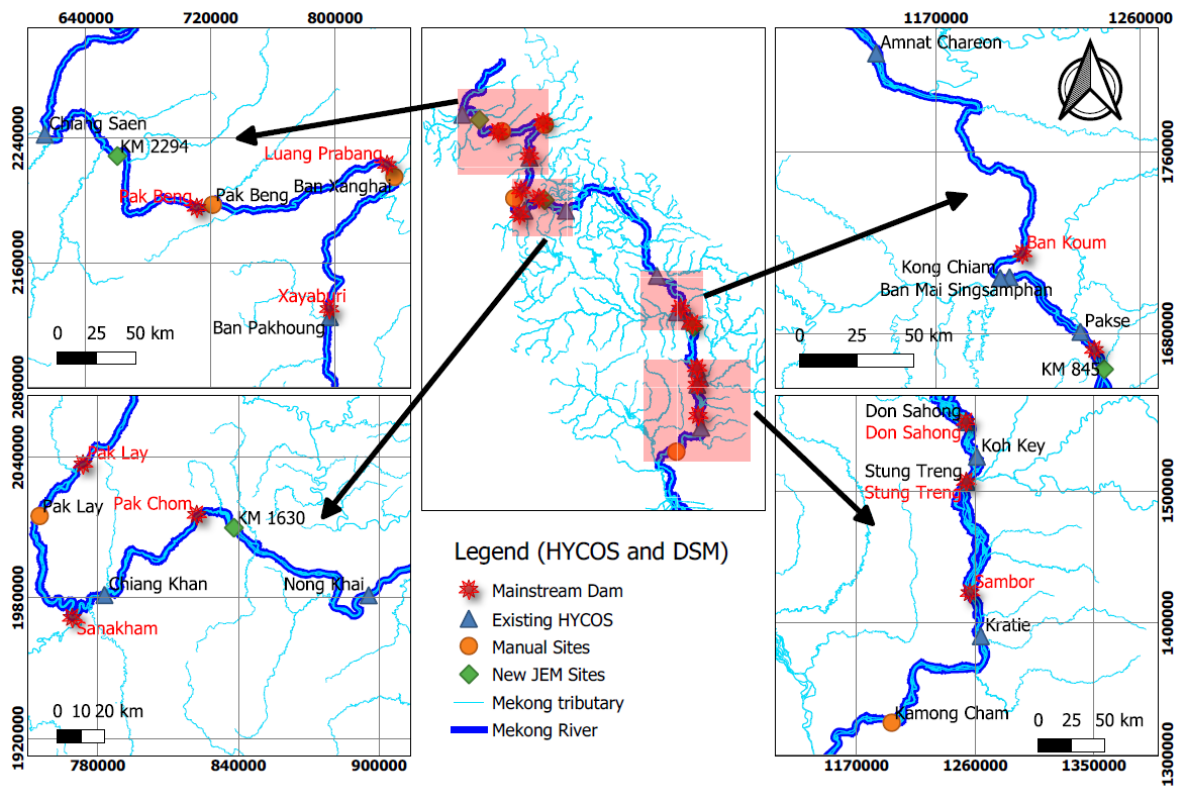 640000
720000
800000
2240000
2160000
2080000
Chiang Saen
KM 2294
Luang Prabang
Pak Beng
Pak Beng
Ban Xanghai
Xayaburi
Ban Pakhoung
0 25 50 km
2040000
1980000
1920000
Pak Lay
Pak Lay
Pak Chom
KM 1630
Chiang Khan
Nong Khai
Sanakham
0 10 20 km
780000
840000
900000
Legend (HYCOS and DSM)
Mainstream Dam
Existing HYCOS
Manual Sites
New JEM Sites
Mekong tributary
Mekong River
1170000
1260000
1760000
1680000
Amnat Chareon
Ban Koum
Kong Chiam
Ban Mai Singsamphan
Pakse
KM 845
0 25 50 km
Don Sahong
Don Sahong
Koh Key
Stung Treng
Stung Treng
Sambor
Kratie
Kamong Cham
0 25 50 km
1500000
1400000
1300000
1170000
1260000
1350000